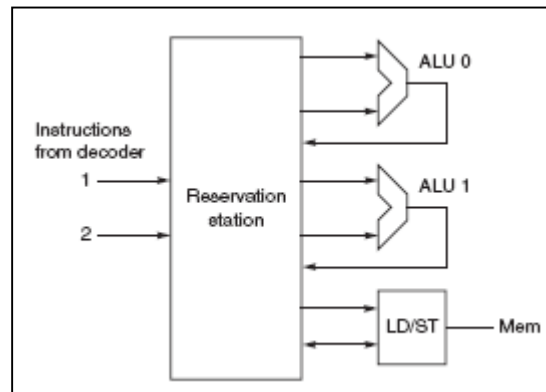 ALU 0
Instructions
from decoder
1
2
Reservation
station
ALU 1
LD/ST
Mem